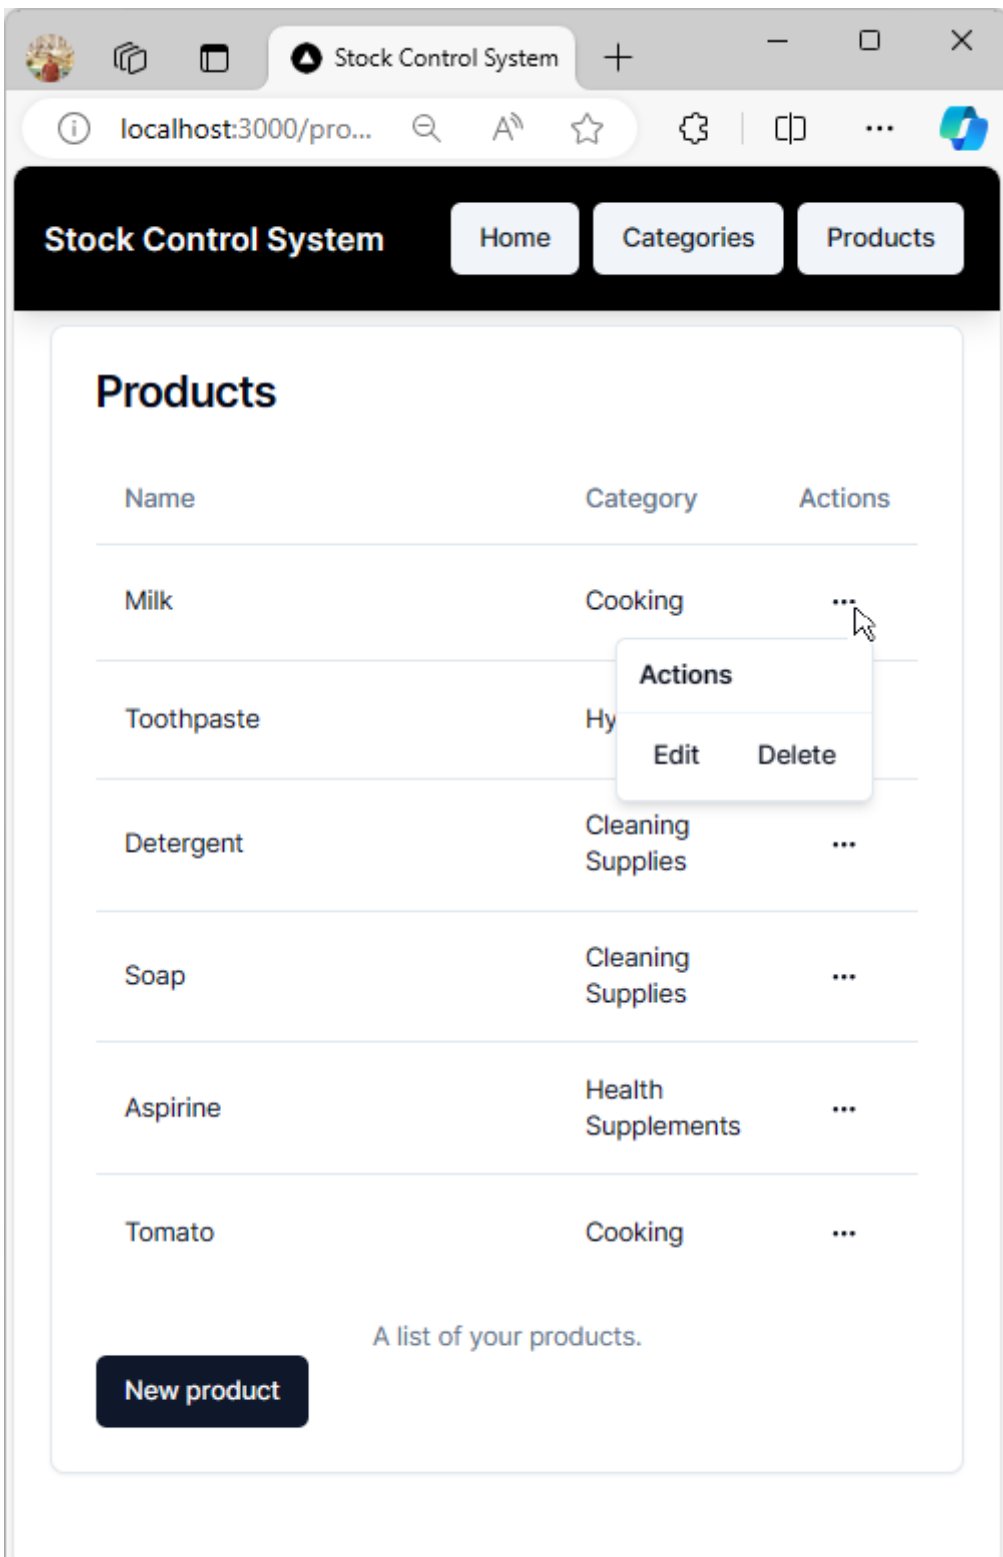 Stock Control System
localhost:3000/pro...
Stock Control System Home Categories Products
Products
Name Category Actions
Milk Cooking
Actions
Toothpaste Hy
Edit Delete
Detergent Cleaning
Supplies
Soap Cleaning
Supplies
Aspirine Health
Supplements
Tomato Cooking
A list of your products.
New product